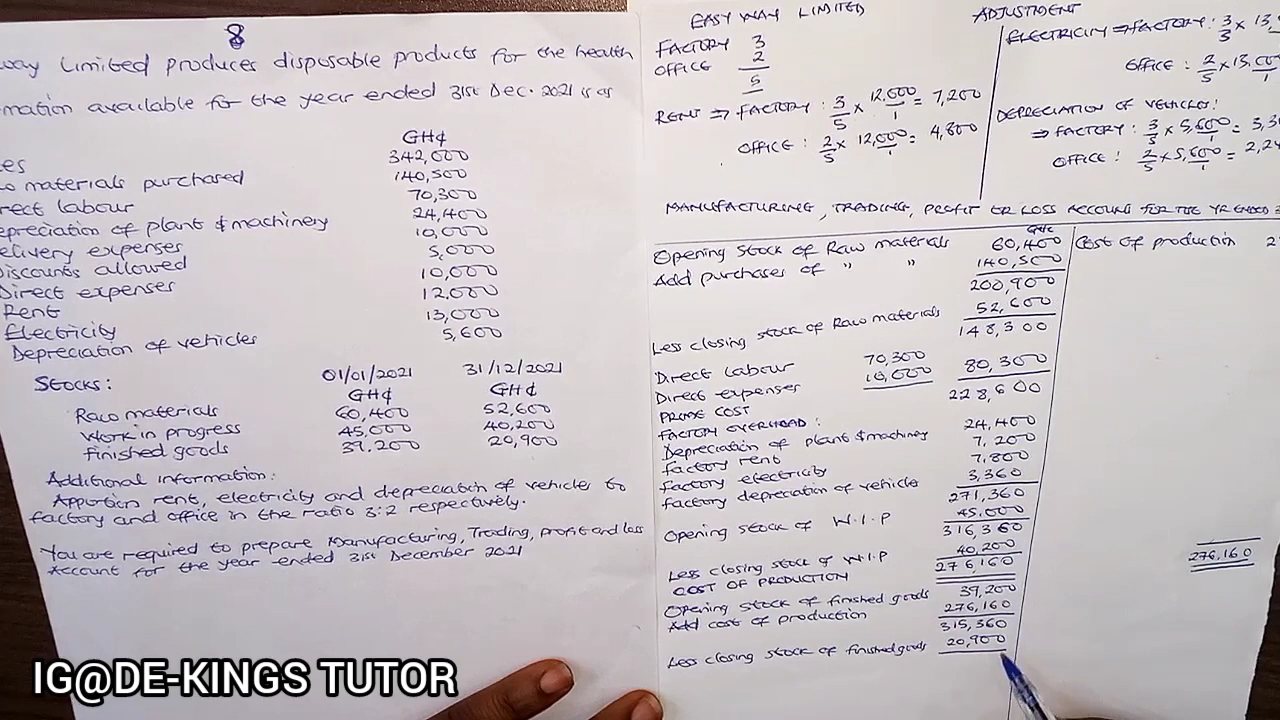 8
way Limited produces disposable products for the health
mation available for the year ended 31st Dec. 2021 is as
GH¢
es 342,000
materials purchased 140,500
rect labour 70,300
epreciation of plant & machinery 24,400
elivery expenses 10,000
Discounts allowed 5,000
Direct expenses 10,000
Rent 12,000
Electricity 13,000
Depreciation of vehicles 5,600
Stocks: 01/01/2021 31/12/2021
GH¢ GH¢
Raw materials 60,400 52,600
Work in progress 45,000 40,200
finished goods 39,200 20,900
Additional information:
Apportion rent, electricity and depreciation of vehicles to
factory and office in the ratio 3:2 respectively.
You are required to prepare Manufacturing, Trading, profit and loss
Account for the year ended 31st December 2021
EASY WAY LIMITED
FACTORY 3
OFFICE 2
5
RENT ⇒ FACTORY : 3/5 x 12,000/1 = 7,200
OFFICE : 2/5 x 12,000/1 = 4,800
ADJUSTMENT
ELECTRICITY ⇒ FACTORY : 3/5 x 13,
OFFICE : 2/5 x 13,000/1
DEPRECIATION OF VEHICLES:
⇒ FACTORY : 3/5 x 5,600/1 = 3,3
OFFICE : 2/5 x 5,600/1 = 2,24
MANUFACTURING, TRADING, PROFIT OR LOSS ACCOUNT FOR THE YR ENDED 3
GH¢
Opening stock of Raw materials 60,400
Add purchases of " " 140,500
200,900
Less closing stock of Raw materials 52,600
148,300
Direct Labour 70,300
Direct expenses 10,000 80,300
PRIME COST 228,600
FACTORY OVERHEAD :
Depreciation of plant & machinery 24,400
Factory rent 7,200
Factory electricity 7,800
Factory depreciation of vehicle 3,360
271,360
Opening stock of W.I.P 45,000
316,360
Less closing stock of W.I.P 40,200
COST OF PRODUCTION 276,160
Opening stock of finished goods 39,200
Add cost of production 276,160
315,360
Less closing stock of finished goods 20,900
Cost of production 2
276,160
IG@DE-KINGS TUTOR